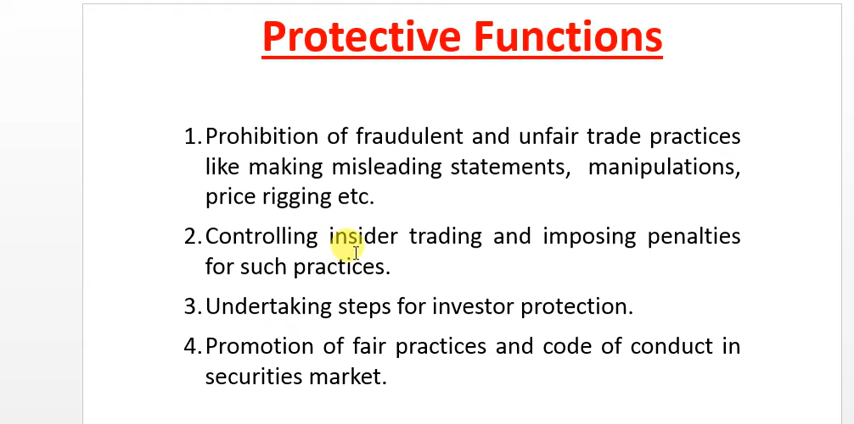 Protective Functions
1. Prohibition of fraudulent and unfair trade practices
like making misleading statements, manipulations,
price rigging etc.
2. Controlling insider trading and imposing penalties
for such practices.
3. Undertaking steps for investor protection.
4. Promotion of fair practices and code of conduct in
securities market.